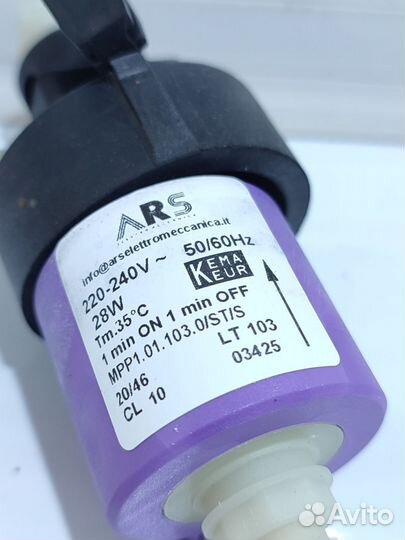 ARS
info@arselettromeccanica.it
220-240V ~ 50/60Hz
28W
KEMA KEUR
Tm.35°C
1 min ON 1 min OFF
MPP1.01.103.0/ST/S
LT 103
20/46
03425
CL 10
Avito